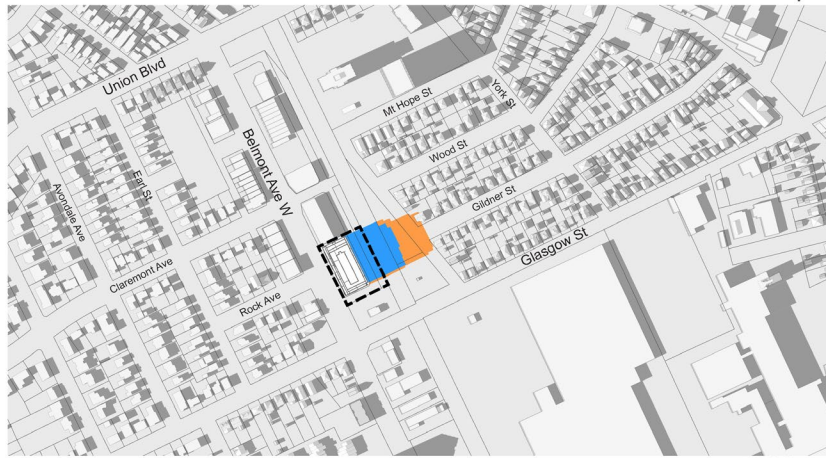 Union Blvd
Mt Hope St
York St
Belmont Ave W
Wood St
Earl St
Avondale Ave
Gildner St
Glasgow St
Claremont Ave
Rock Ave